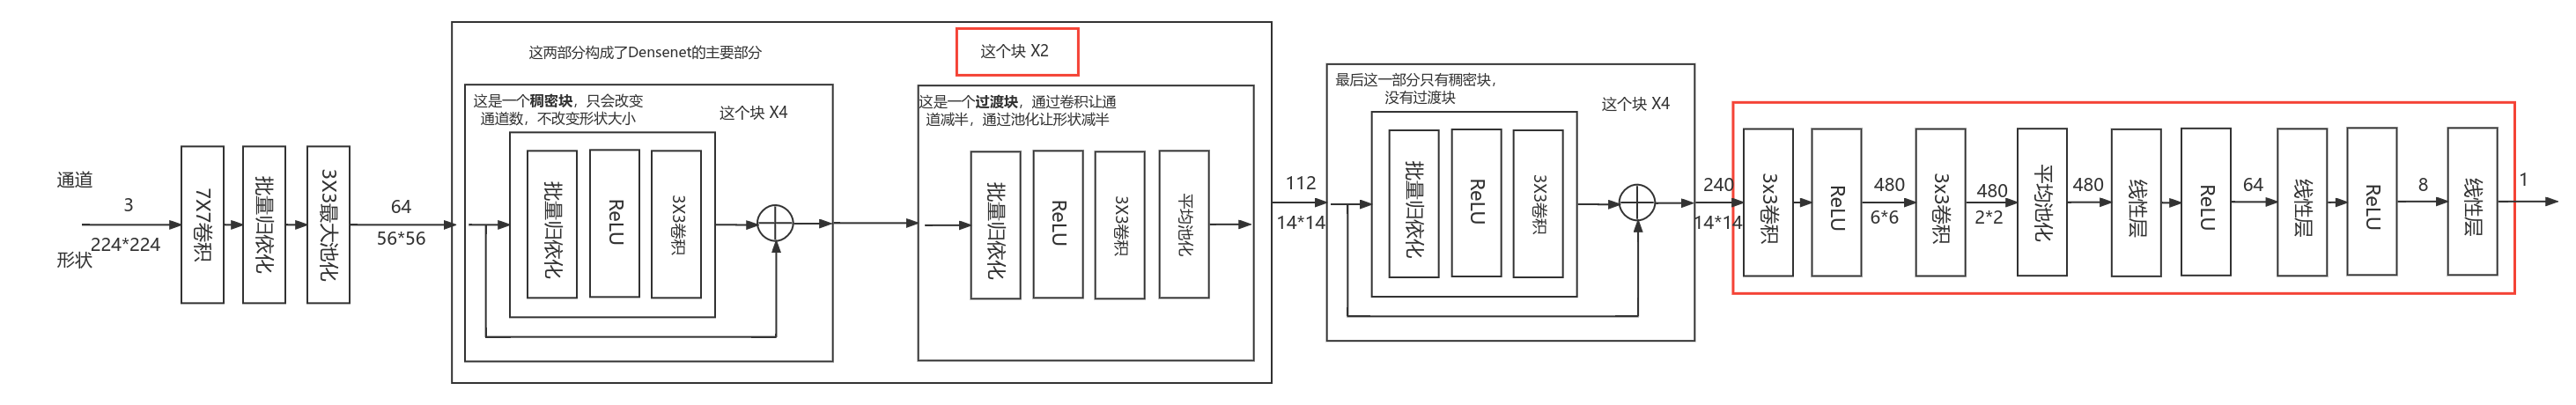 通道
3
224*224
形状
7X7卷积
批量归依化
3X3最大池化
64
56*56
这两部分构成了Densenet的主要部分
这个块 X2
这是一个稠密块，只会改变
通道数，不改变形状大小
这个块 X4
批量归依化
ReLU
3X3卷积
这是一个过渡块，通过卷积让通
道减半，通过池化让形状减半
批量归依化
ReLU
3X3卷积
平均池化
112
14*14
最后这一部分只有稠密块，
没有过渡块
这个块 X4
批量归依化
ReLU
3X3卷积
240
14*14
3x3卷积
ReLU
480
6*6
3x3卷积
480
2*2
平均池化
480
线性层
ReLU
64
线性层
ReLU
8
线性层
1